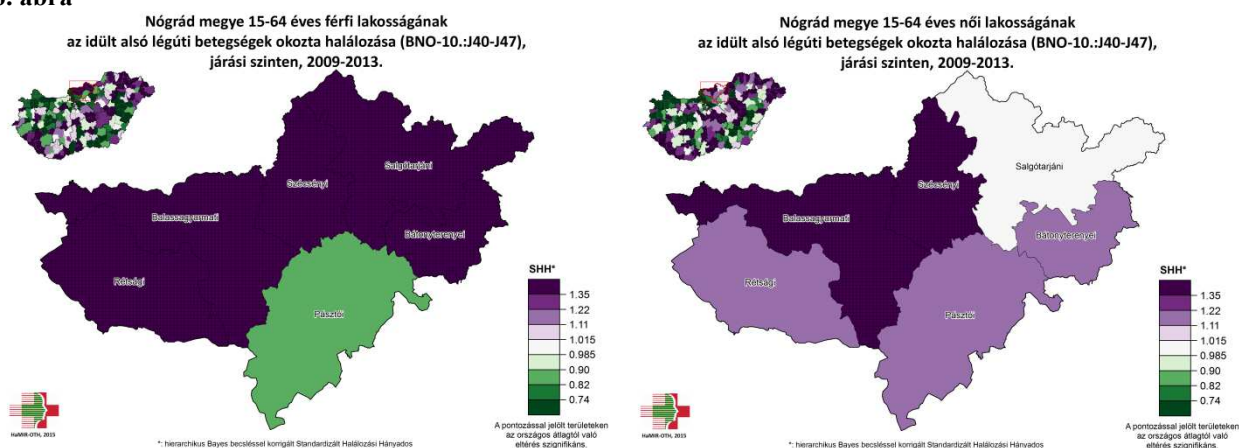 Nógrád megye 15-64 éves férfi lakosságának
az idült alsó légúti betegségek okozta halálozása (BNO-10.:J40-J47),
járási szinten, 2009-2013.
Salgótarjáni
Szécsényi
Balassagyarmati
Bátonyterenyei
Rétsági
Pásztói
SHH*
1.35
1.22
1.11
1.015
0.985
0.90
0.82
0.74
A pontozással jelölt területeken
az országos átlagtól való
eltérés szignifikáns.
HaMIR-OTH, 2015
*: hierarchikus Bayes becsléssel korrigált Standardizált Halálozási Hányados
Nógrád megye 15-64 éves női lakosságának
az idült alsó légúti betegségek okozta halálozása (BNO-10.:J40-J47),
járási szinten, 2009-2013.
Salgótarjáni
Szécsényi
Balassagyarmati
Bátonyterenyei
Rétsági
Pásztói
SHH*
1.35
1.22
1.11
1.015
0.985
0.90
0.82
0.74
A pontozással jelölt területeken
az országos átlagtól való
eltérés szignifikáns.
HaMIR-OTH, 2015
*: hierarchikus Bayes becsléssel korrigált Standardizált Halálozási Hányados